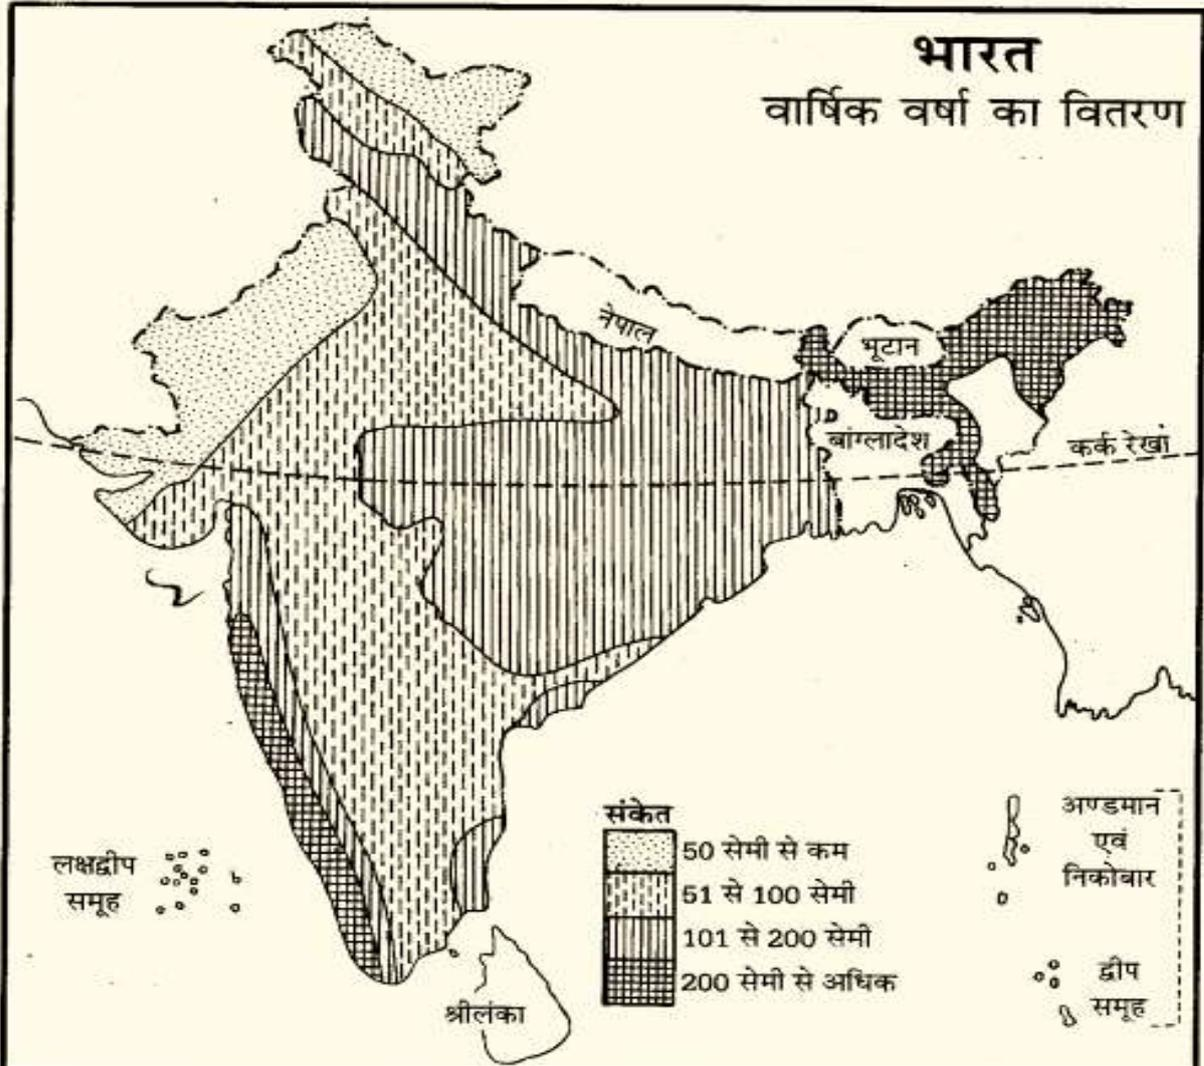 भारत
वार्षिक वर्षा का वितरण
नेपाल
भूटान
बांग्लादेश
कर्क रेखा
संकेत
50 सेमी से कम
51 से 100 सेमी
101 से 200 सेमी
200 सेमी से अधिक
लक्षद्वीप
समूह
श्रीलंका
अण्डमान
एवं
निकोबार
द्वीप
समूह